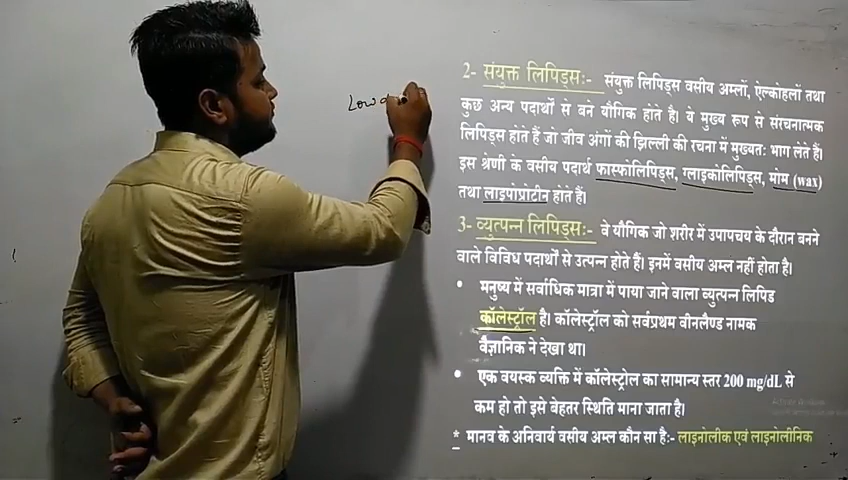 Low d
2- संयुक्त लिपिड्स:- संयुक्त लिपिड्स वसीय अम्लों, ऐल्कोहलों तथा
कुछ अन्य पदार्थों से बने यौगिक होते है। ये मुख्य रूप से संरचनात्मक
लिपिड्स होते हैं जो जीव अंगों की झिल्ली की रचना में मुख्यत: भाग लेते हैं।
इस श्रेणी के वसीय पदार्थ फास्फोलिपिड्स, ग्लाइकोलिपिड्स, मोम (wax)
तथा लाइपोप्रोटीन होते हैं।
3- व्युत्पन्न लिपिड्स:- वे यौगिक जो शरीर में उपापचय के दौरान बनने
वाले विविध पदार्थों से उत्पन्न होते हैं। इनमें वसीय अम्ल नहीं होता है।
• मनुष्य में सर्वाधिक मात्रा में पाया जाने वाला व्युत्पन्न लिपिड
कॉलेस्ट्रॉल है। कॉलेस्ट्रॉल को सर्वप्रथम वीनलैण्ड नामक
वैज्ञानिक ने देखा था।
• एक वयस्क व्यक्ति में कॉलेस्ट्रोल का सामान्य स्तर 200 mg/dL से
कम हो तो इसे बेहतर स्थिति माना जाता है।
* मानव के अनिवार्य वसीय अम्ल कौन सा है:- लाइनोलीक एवं लाइनोलीनिक